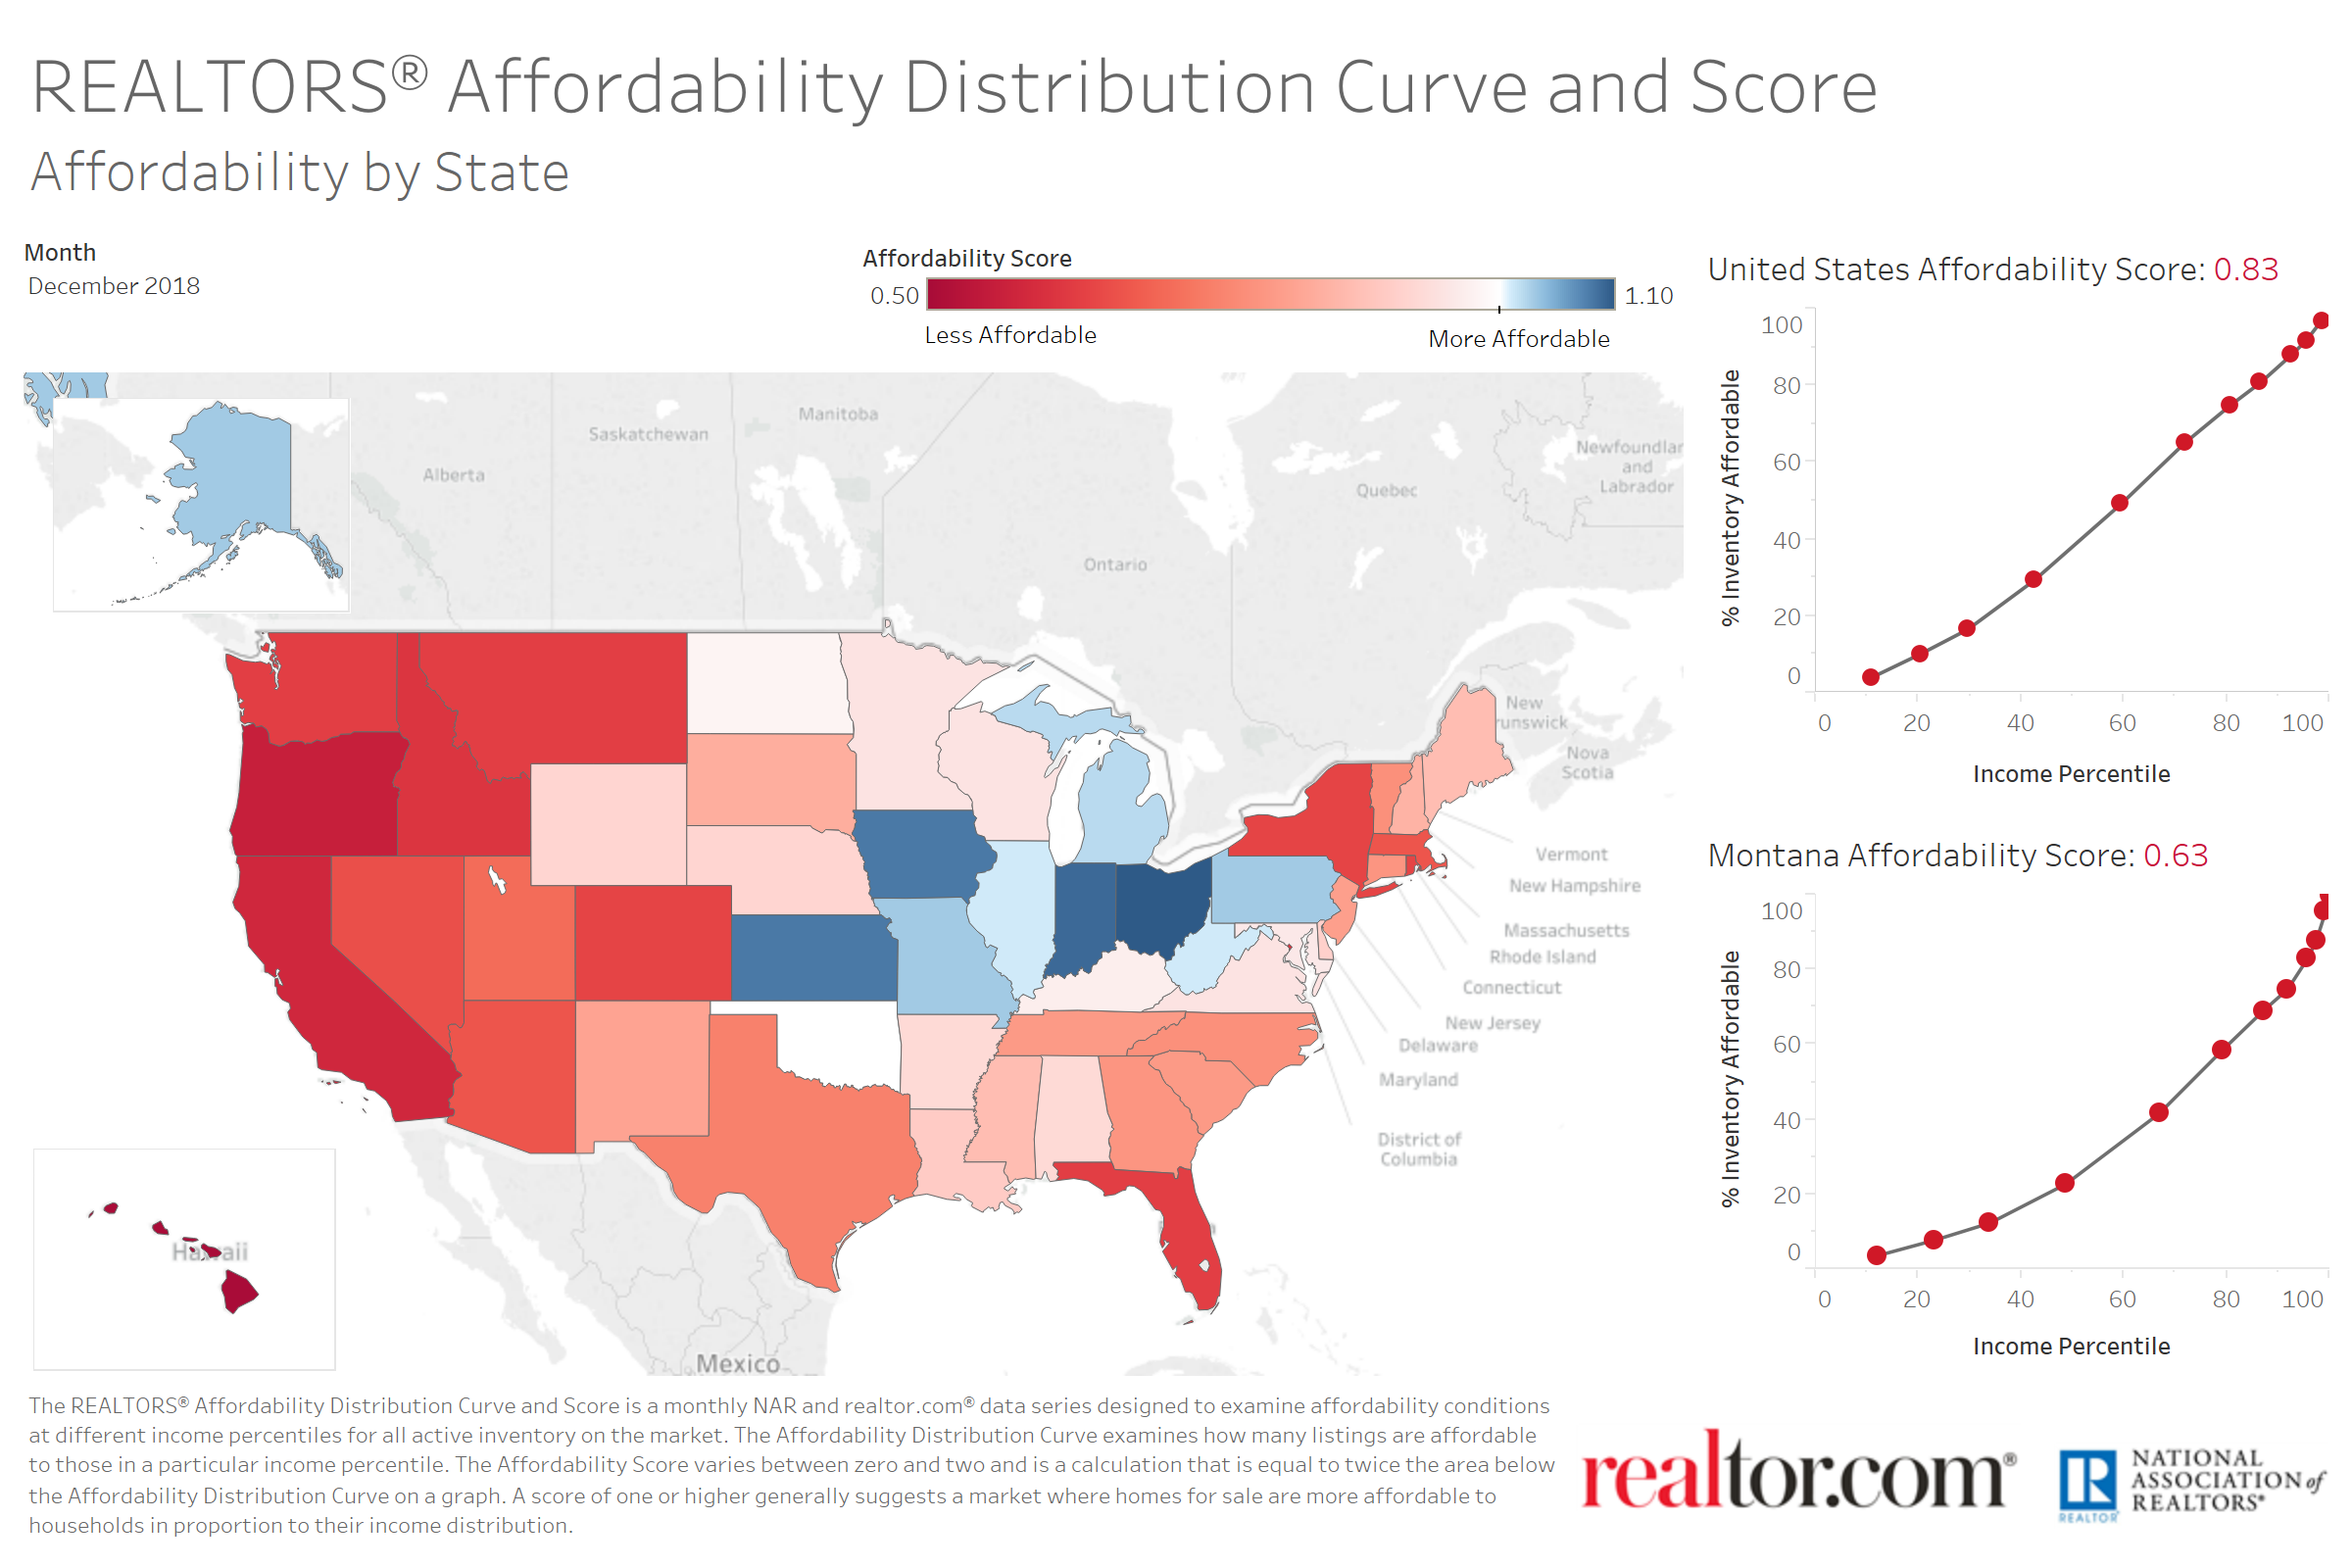 REALTORS® Affordability Distribution Curve and Score
Affordability by State
Month
December 2018
Affordability Score
0.50
1.10
Less Affordable
More Affordable
Manitoba
Saskatchewan
Alberta
Newfoundlar
and
Labrador
Quebec
Ontario
New
runswick
Nova
Scotia
Vermont
New Hampshire
Massachusetts
Rhode Island
Connecticut
New Jersey
Delaware
Maryland
District of
Columbia
Mexico
United States Affordability Score: 0.83
% Inventory Affordable
100
80
60
40
20
0
0 20 40 60 80 100
Income Percentile
Montana Affordability Score: 0.63
% Inventory Affordable
100
80
60
40
20
0
0 20 40 60 80 100
Income Percentile
The REALTORS® Affordability Distribution Curve and Score is a monthly NAR and realtor.com® data series designed to examine affordability conditions
at different income percentiles for all active inventory on the market. The Affordability Distribution Curve examines how many listings are affordable
to those in a particular income percentile. The Affordability Score varies between zero and two and is a calculation that is equal to twice the area below
the Affordability Distribution Curve on a graph. A score of one or higher generally suggests a market where homes for sale are more affordable to
households in proportion to their income distribution.
realtor.com®
R
REALTOR®
NATIONAL
ASSOCIATION of
REALTORS®